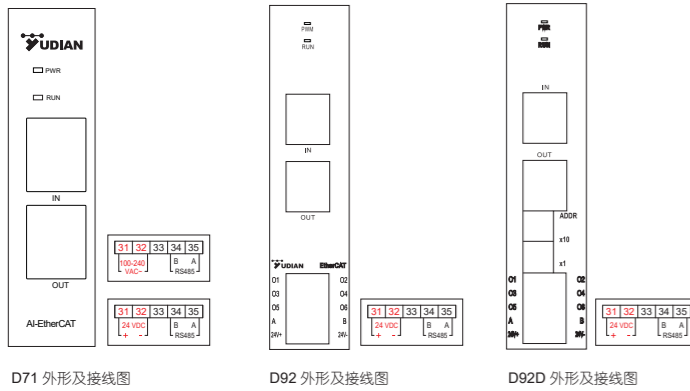 YUDIAN
PWR
RUN
IN
OUT
AI-EtherCAT
31 32 33 34 35
100-240
VAC~
B A
RS485
31 32 33 34 35
24 VDC
+ -
B A
RS485
D71 外形及接线图
PWM
RUN
IN
OUT
YUDIAN EtherCAT
O1 O2
O3 O4
O5 O6
A B
24V+ 24V-
31 32 33 34 35
24 VDC
+ -
B A
RS485
D92 外形及接线图
PWR
RUN
IN
OUT
ADDR
x10
x1
O1 O2
O3 O4
O5 O6
A B
24V+ 24V-
31 32 33 34 35
24 VDC
+ -
B A
RS485
D92D 外形及接线图